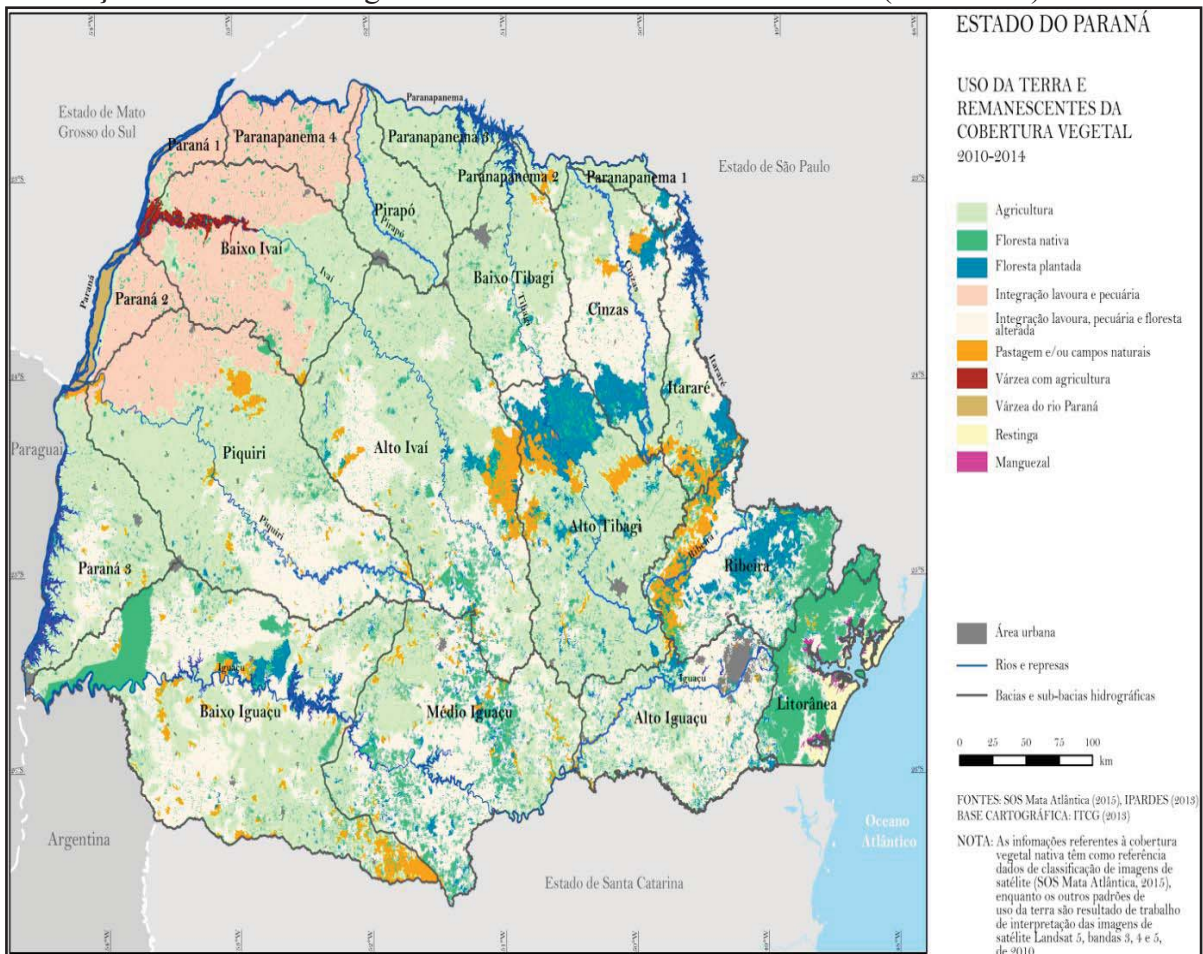 ESTADO DO PARANÁ
USO DA TERRA E
REMANESCENTES DA
COBERTURA VEGETAL
2010-2014
Agricultura
Floresta nativa
Floresta plantada
Integração lavoura e pecuária
Integração lavoura, pecuária e floresta
alterada
Pastagem e/ou campos naturais
Várzea com agricultura
Várzea do rio Paraná
Restinga
Manguezal
Área urbana
Rios e represas
Bacias e sub-bacias hidrográficas
0 25 50 75 100
km
FONTES: SOS Mata Atlântica (2015), IPARDES (2013)
BASE CARTOGRÁFICA: ITCG (2013)
NOTA: As infomações referentes à cobertura
vegetal nativa têm como referência
dados de classificação de imagens de
satélite (SOS Mata Atlântica, 2015),
enquanto os outros padrões de
uso da terra são resultado de trabalho
de interpretação das imagens de
satélite Landsat 5, bandas 3, 4 e 5,
de 2010.
Estado de Mato
Grosso do Sul
Estado de São Paulo
Paraguai
Argentina
Estado de Santa Catarina
Oceano
Atlântico
Paranapanema
Paraná 1
Paranapanema 4
Paranapanema 3
Paranapanema 2
Paranapanema 1
Pirapó
Pirapó
Baixo Ivaí
Ivaí
Baixo Tibagi
Tibagi
Cinzas
Cinzas
Paraná
Paraná 2
Itararé
Itararé
Piquiri
Piquiri
Alto Ivaí
Alto Tibagi
Ribeira
Ribeira
Paraná 3
Iguaçu
Baixo Iguaçu
Médio Iguaçu
Iguaçu
Alto Iguaçu
Litorânea